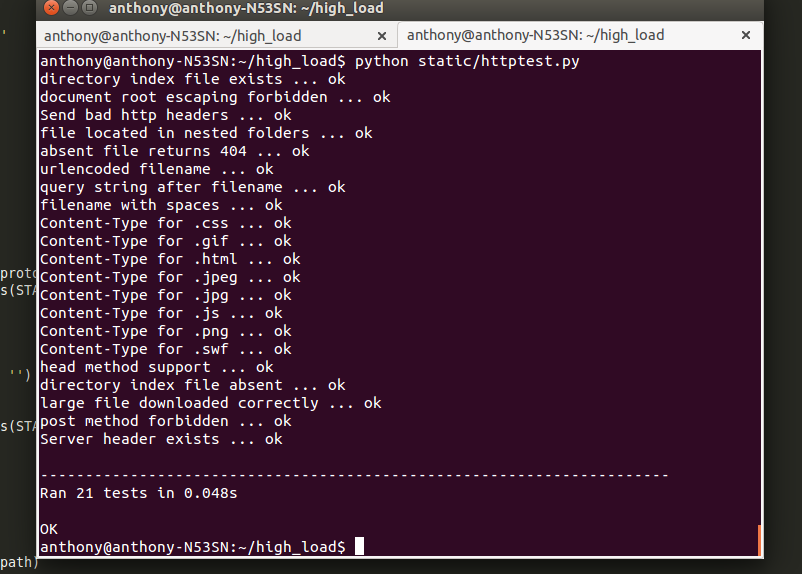 anthony@anthony-N53SN: ~/high_load
anthony@anthony-N53SN: ~/high_load
anthony@anthony-N53SN: ~/high_load
anthony@anthony-N53SN:~/high_load$ python static/httptest.py
directory index file exists ... ok
document root escaping forbidden ... ok
Send bad http headers ... ok
file located in nested folders ... ok
absent file returns 404 ... ok
urlencoded filename ... ok
query string after filename ... ok
filename with spaces ... ok
Content-Type for .css ... ok
Content-Type for .gif ... ok
Content-Type for .html ... ok
Content-Type for .jpeg ... ok
Content-Type for .jpg ... ok
Content-Type for .js ... ok
Content-Type for .png ... ok
Content-Type for .swf ... ok
head method support ... ok
directory index file absent ... ok
large file downloaded correctly ... ok
post method forbidden ... ok
Server header exists ... ok
----------------------------------------------------------------------
Ran 21 tests in 0.048s
OK
anthony@anthony-N53SN:~/high_load$
'
proto
s(STA
'')
s(STA
path)